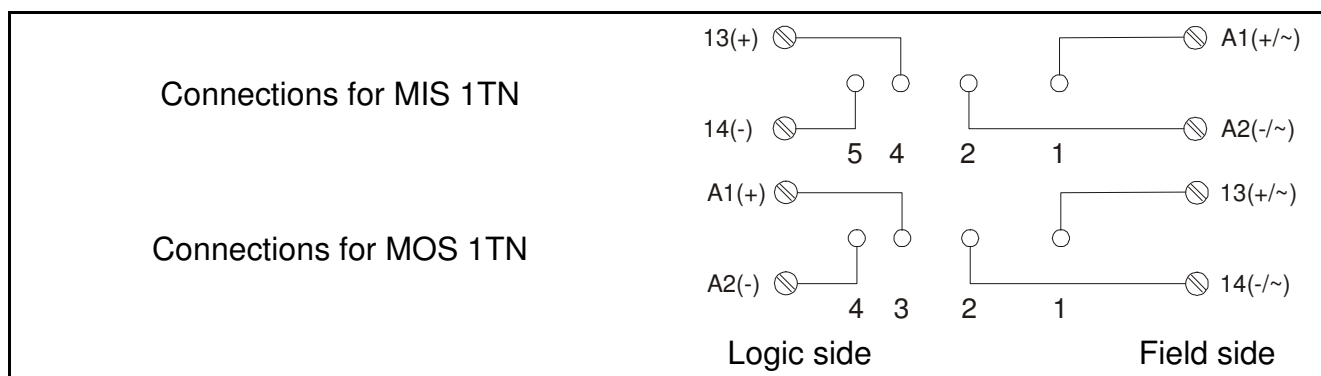 13(+) A1(+/~)
Connections for MIS 1TN
14(-) A2(-/~)
5 4 2 1
A1(+) 13(+/~)
Connections for MOS 1TN
A2(-) 14(-/~)
4 3 2 1
Logic side Field side